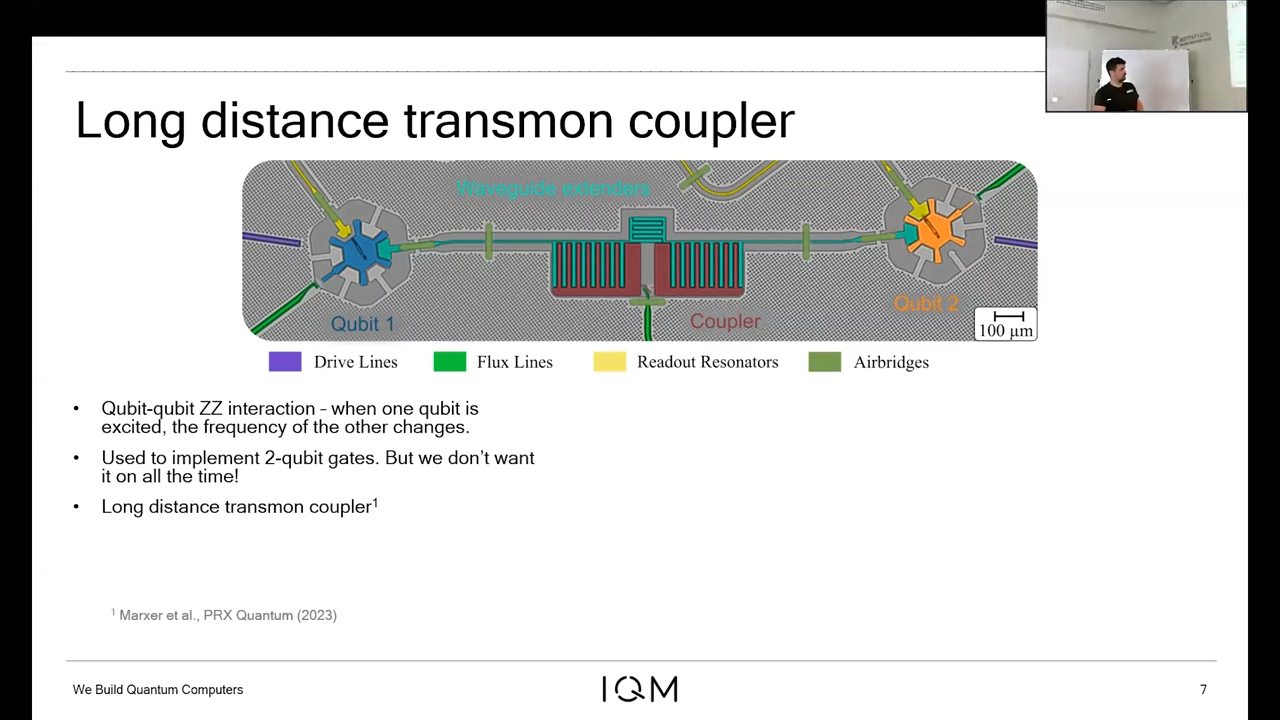 Long distance transmon coupler
Waveguide extenders
Qubit 1
Qubit 2
Coupler
100 µm
Drive Lines
Flux Lines
Readout Resonators
Airbridges
• Qubit-qubit ZZ interaction - when one qubit is
excited, the frequency of the other changes.
• Used to implement 2-qubit gates. But we don’t want
it on all the time!
• Long distance transmon coupler¹
¹ Marxer et al., PRX Quantum (2023)
We Build Quantum Computers
IQM
7